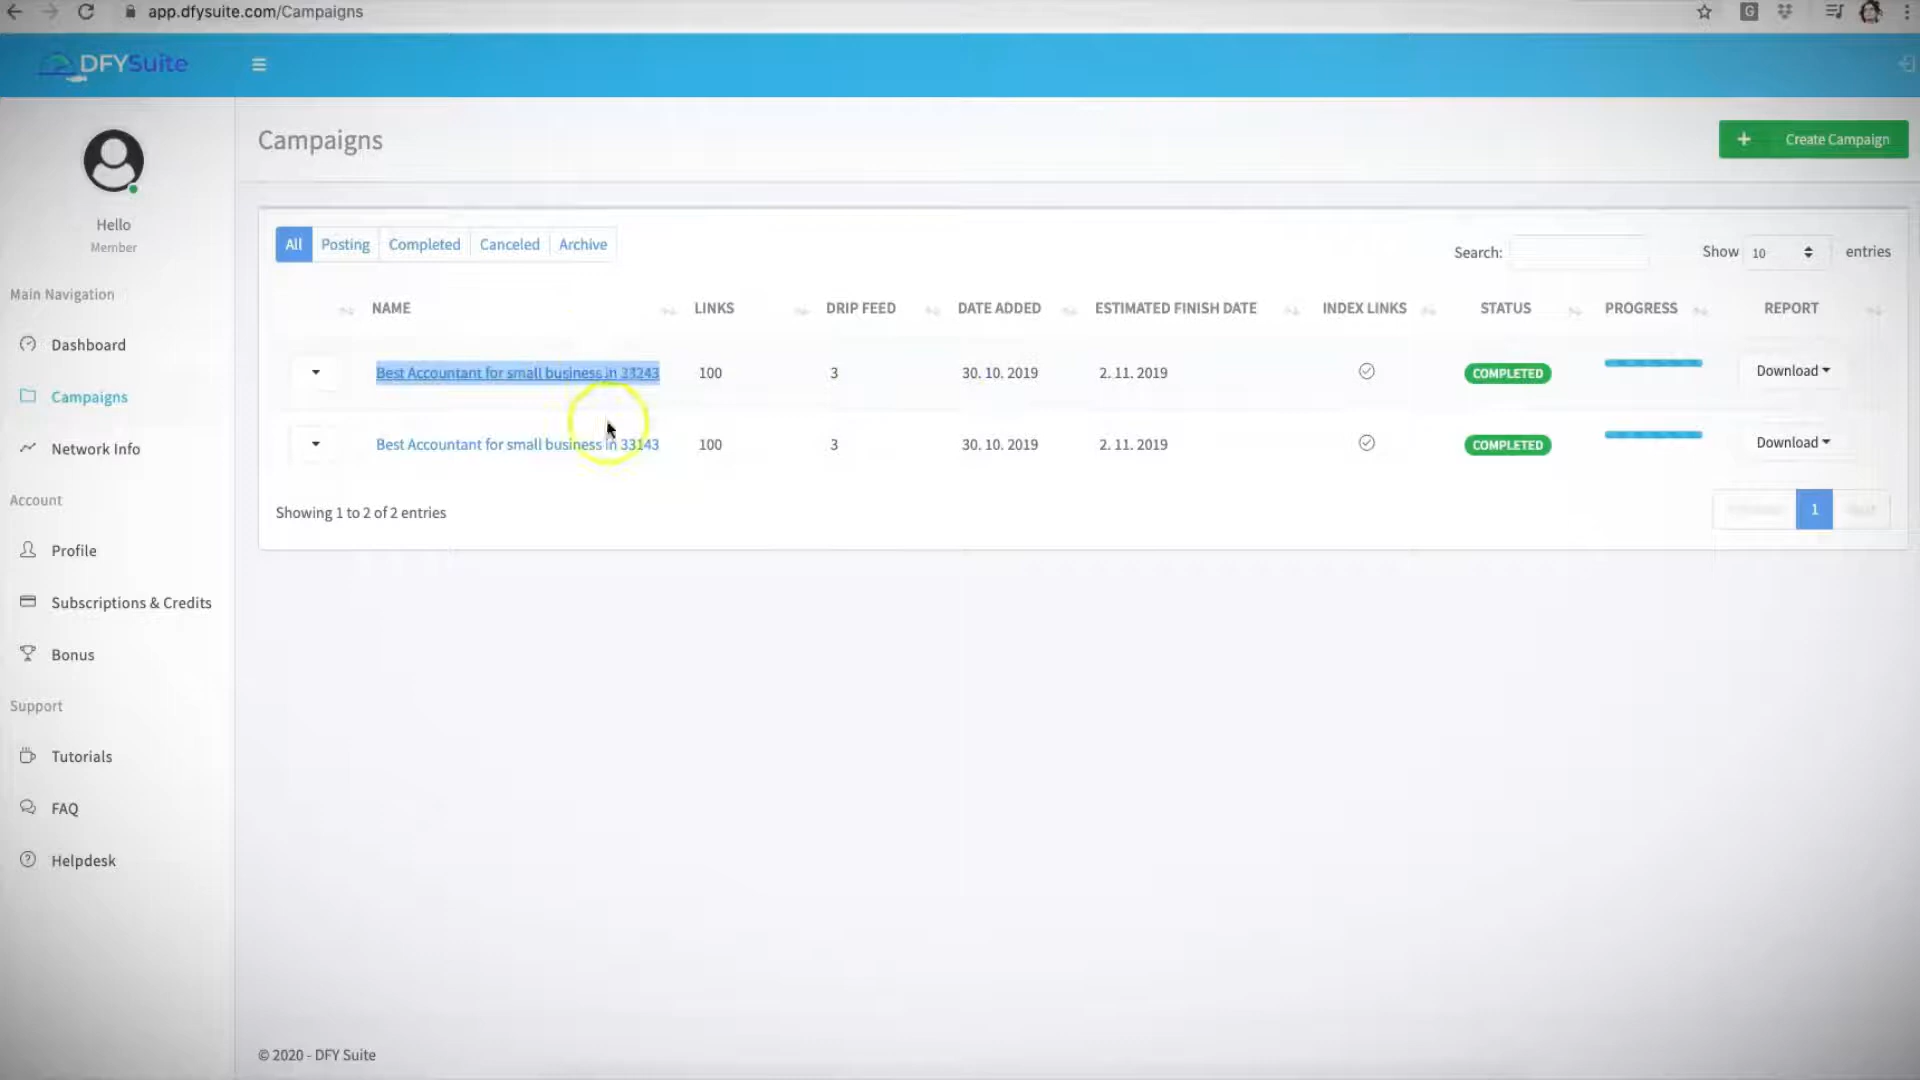 app.dfysuite.com/Campaigns
DFYSuite
Hello
Member
Main Navigation
Dashboard
Campaigns
Network Info
Account
Profile
Subscriptions & Credits
Bonus
Support
Tutorials
FAQ
Helpdesk
Campaigns
+ Create Campaign
All Posting Completed Canceled Archive
Search: Show 10 entries
NAME LINKS DRIP FEED DATE ADDED ESTIMATED FINISH DATE INDEX LINKS STATUS PROGRESS REPORT
Best Accountant for small business in 33243 100 3 30. 10. 2019 2. 11. 2019 COMPLETED Download
Best Accountant for small business in 33143 100 3 30. 10. 2019 2. 11. 2019 COMPLETED Download
Showing 1 to 2 of 2 entries
1
© 2020 - DFY Suite